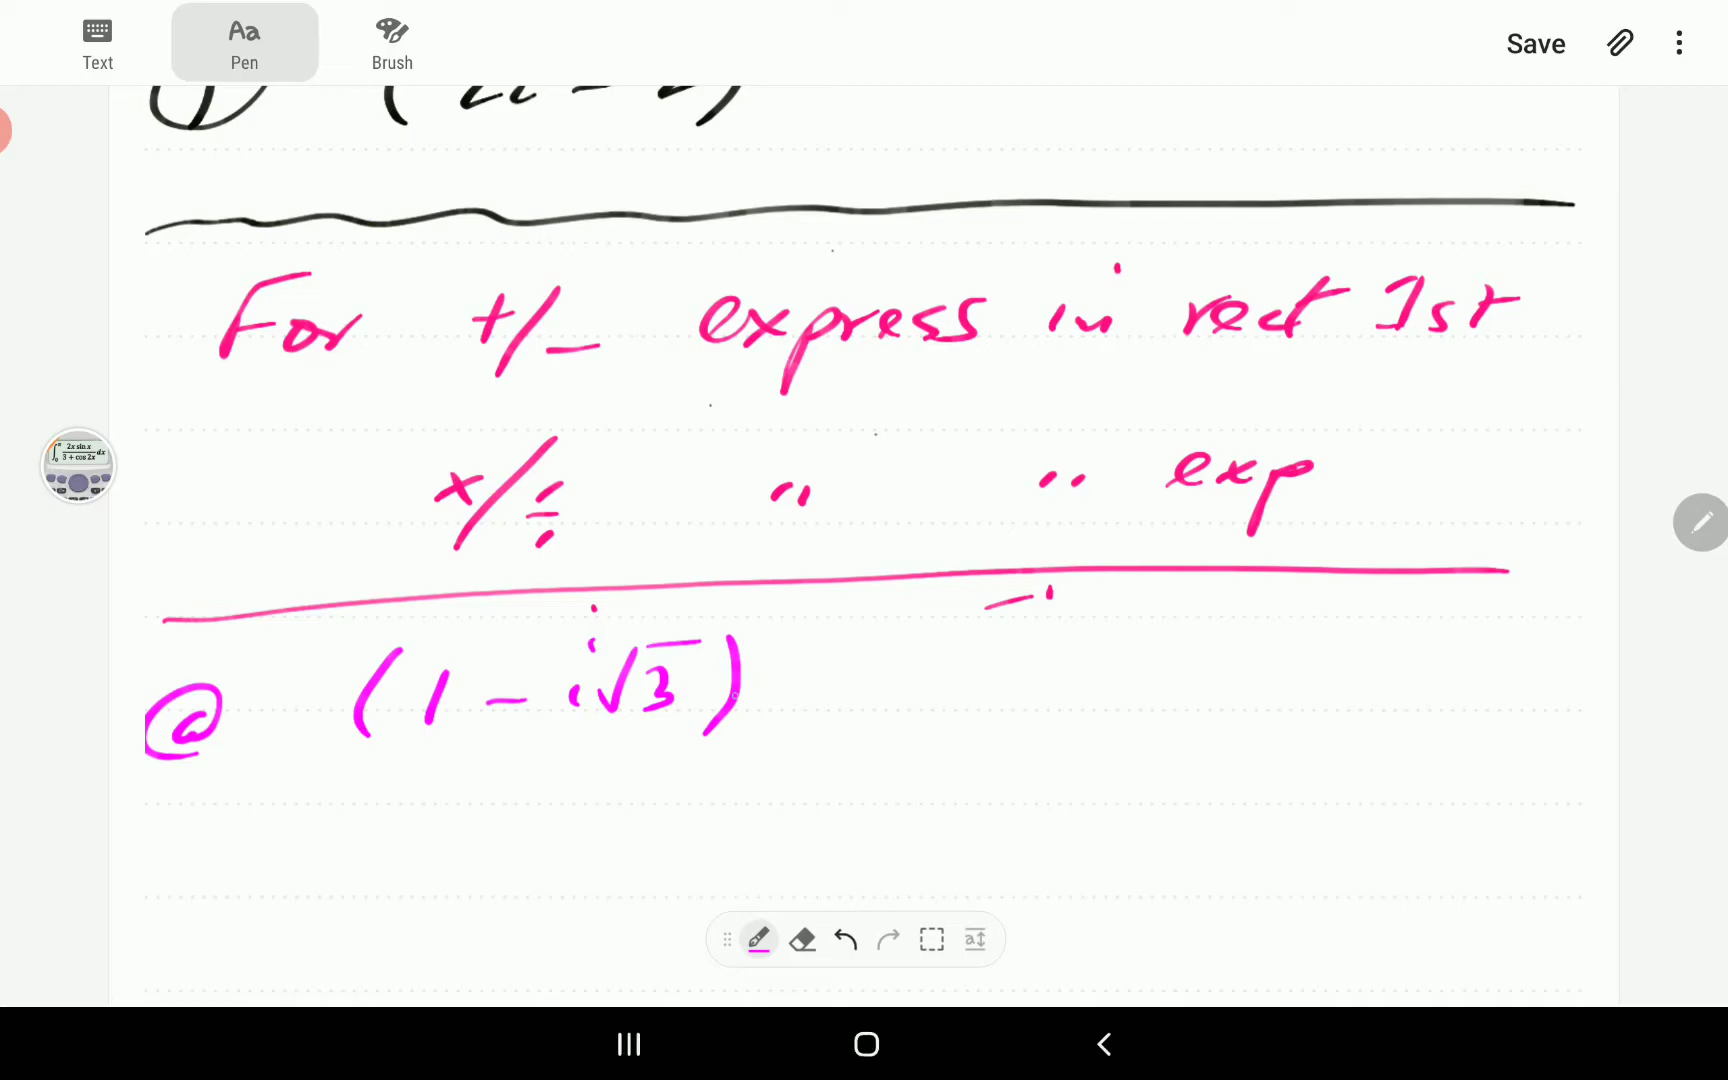 Text Pen Brush Save
For +/- express in rect 1st
×/÷ " " exp
ⓐ (1 - i√3)